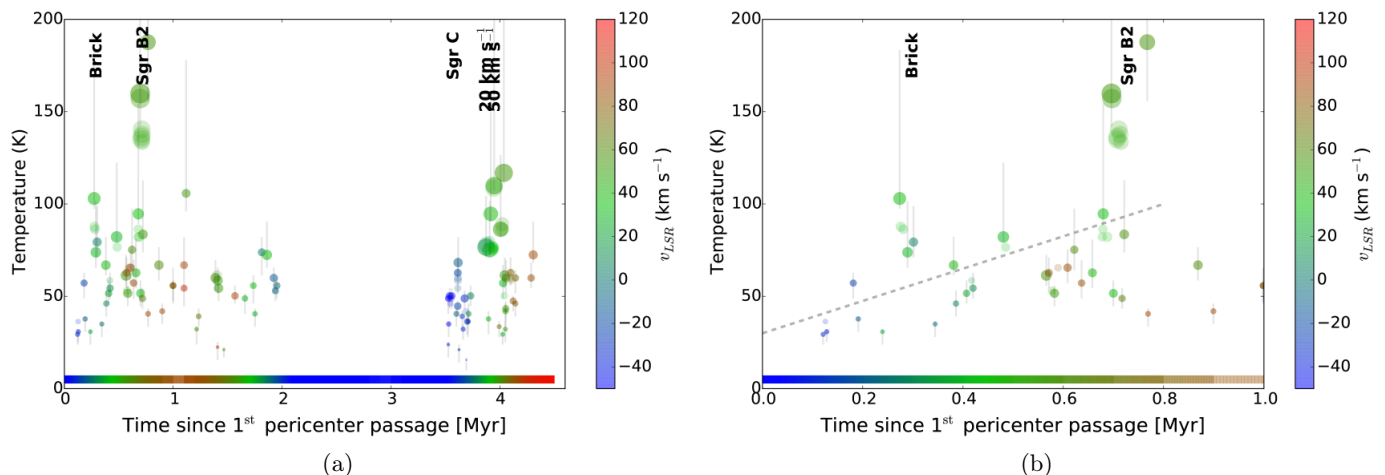 200
150
100
50
0
Temperature (K)
Brick
Sgr B2
Sgr C
20 km s⁻¹
50 km s⁻¹
0
1
2
3
4
Time since 1ˢᵗ pericenter passage [Myr]
120
100
80
60
40
20
0
−20
−40
v_LSR (km s⁻¹)
(a)
200
150
100
50
0
Temperature (K)
Brick
Sgr B2
0.0
0.2
0.4
0.6
0.8
1.0
Time since 1ˢᵗ pericenter passage [Myr]
120
100
80
60
40
20
0
−20
−40
v_LSR (km s⁻¹)
(b)